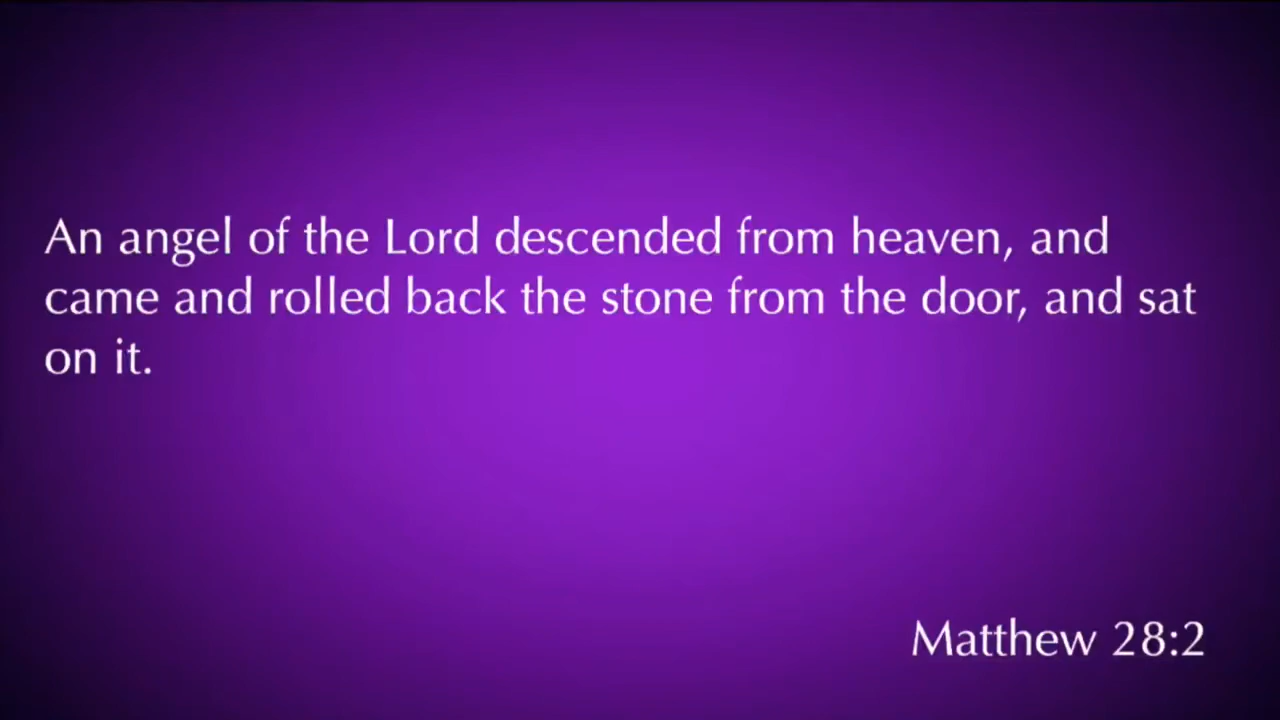 An angel of the Lord descended from heaven, and
came and rolled back the stone from the door, and sat
on it.
Matthew 28:2